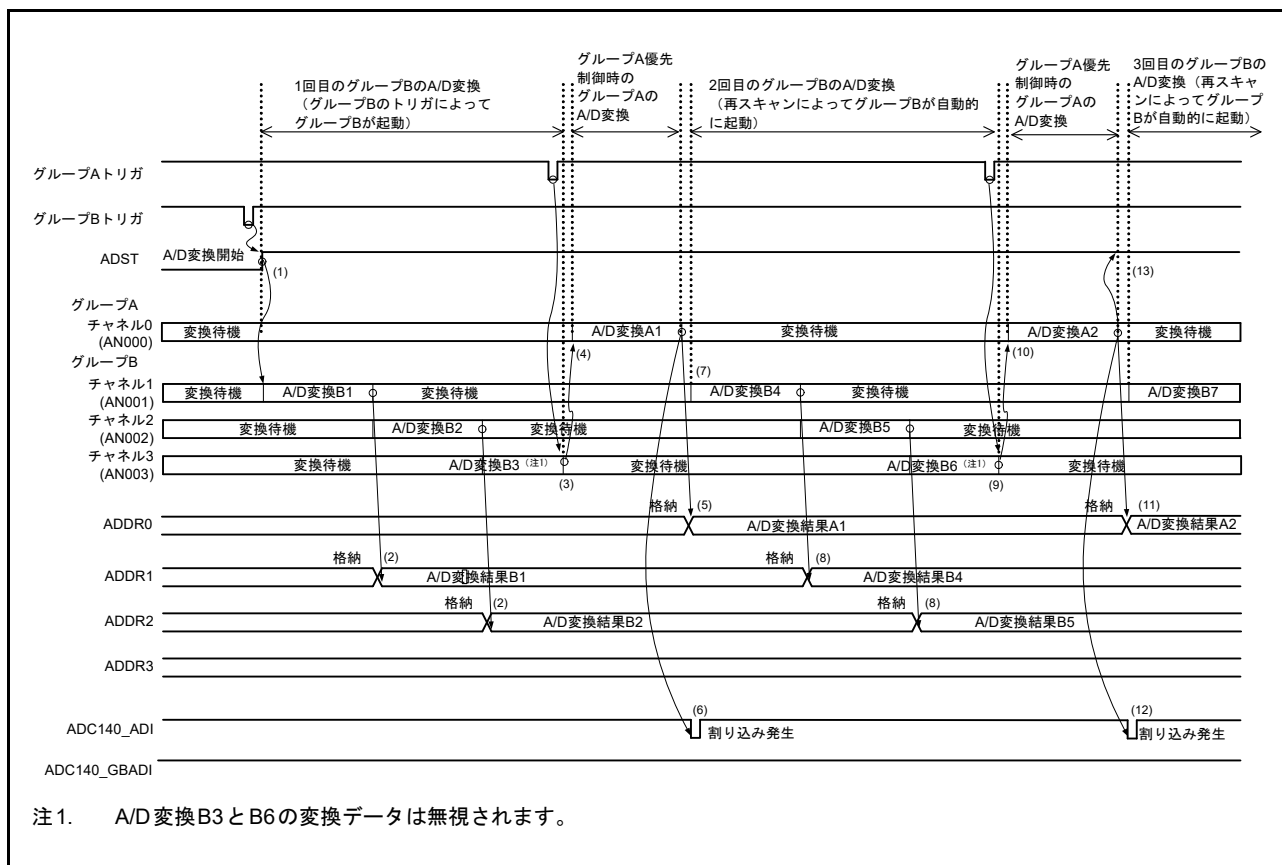 1回目のグループBのA/D変換
（グループBのトリガによって
グループBが起動）
グループA優先
制御時の
グループAの
A/D変換
2回目のグループBのA/D変換
（再スキャンによってグループBが自動的
に起動）
グループA優先
制御時の
グループAの
A/D変換
3回目のグループBの
A/D変換（再スキャ
ンによってグループ
Bが自動的に起動）
グループAトリガ
グループBトリガ
ADST
A/D変換開始
(1)
(13)
グループA
チャネル0
(AN000)
変換待機
A/D変換A1
変換待機
A/D変換A2
変換待機
(4)
(10)
グループB
(7)
チャネル1
(AN001)
変換待機
A/D変換B1
変換待機
A/D変換B4
変換待機
A/D変換B7
チャネル2
(AN002)
変換待機
A/D変換B2
変換待機
A/D変換B5
変換待機
チャネル3
(AN003)
変換待機
A/D変換B3（注1）
変換待機
A/D変換B6（注1）
変換待機
(3)
(9)
ADDR0
格納
(5)
A/D変換結果A1
格納
(11)
A/D変換結果A2
ADDR1
格納
(2)
A/D変換結果B1
格納
(8)
A/D変換結果B4
ADDR2
格納
(2)
A/D変換結果B2
格納
(8)
A/D変換結果B5
ADDR3
ADC140_ADI
(6)
割り込み発生
(12)
割り込み発生
ADC140_GBADI
注1. A/D変換B3とB6の変換データは無視されます。